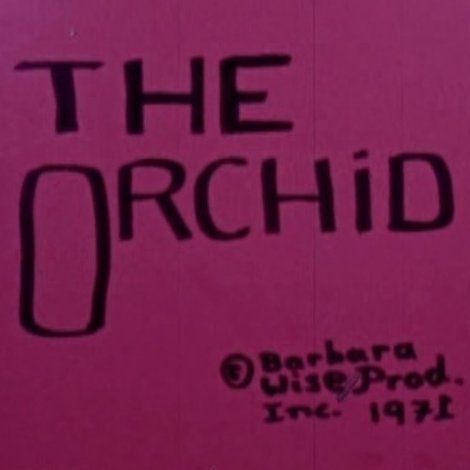 THE
ORCHiD
© Barbara
Wise Prod.
Inc. 1971